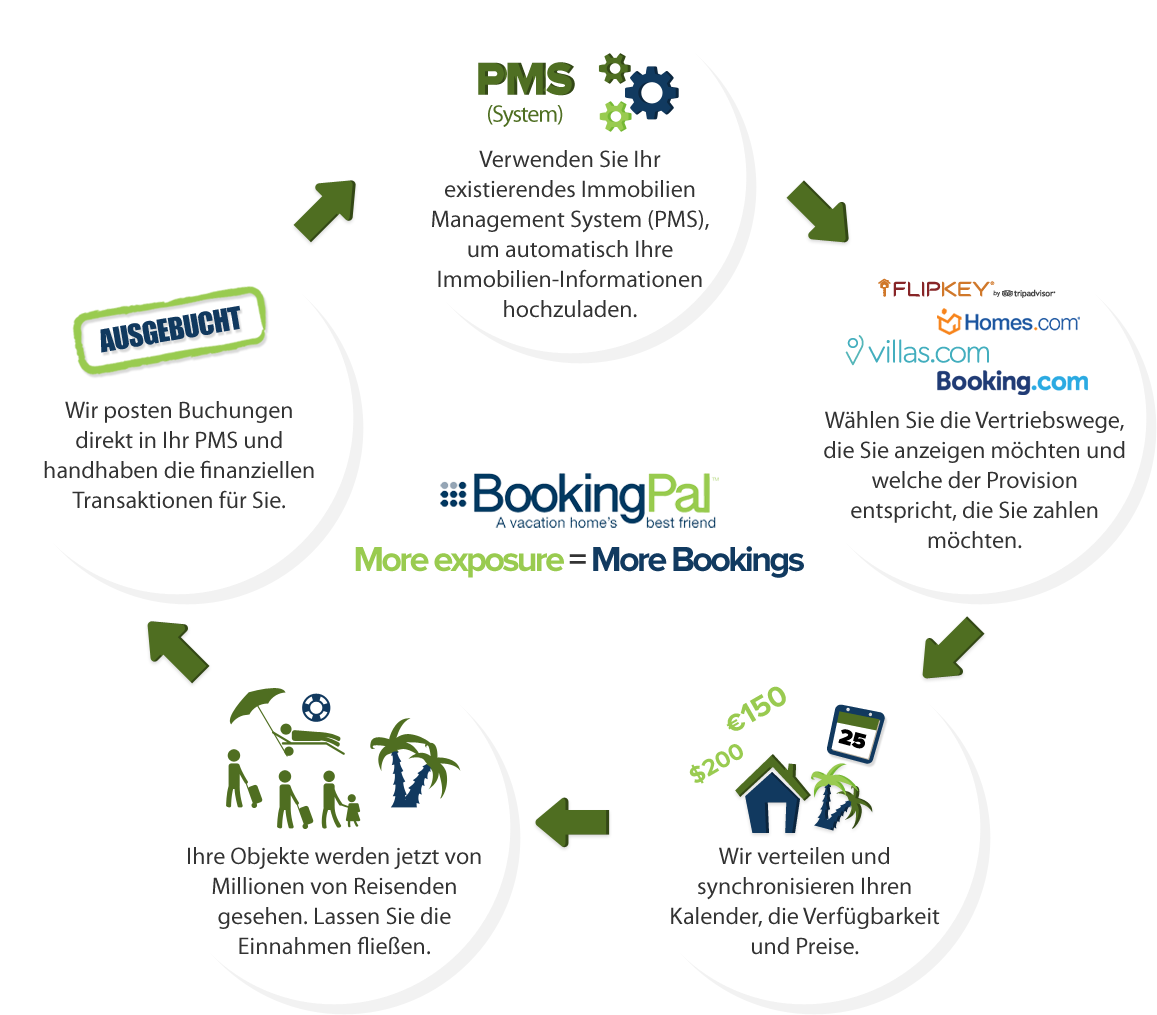 PMS
(System)
Verwenden Sie Ihr
existierendes Immobilien
Management System (PMS),
um automatisch Ihre
Immobilien-Informationen
hochzuladen.
FLIPKEY® by tripadvisor®
Homes.com®
villas.com
Booking.com
Wählen Sie die Vertriebswege,
die Sie anzeigen möchten und
welche der Provision
entspricht, die Sie zahlen
möchten.
€150
$200
25
Wir verteilen und
synchronisieren Ihren
Kalender, die Verfügbarkeit
und Preise.
Ihre Objekte werden jetzt von
Millionen von Reisenden
gesehen. Lassen Sie die
Einnahmen fließen.
AUSGEBUCHT
Wir posten Buchungen
direkt in Ihr PMS und
handhaben die finanziellen
Transaktionen für Sie.
BookingPal™
A vacation home's best friend
More exposure = More Bookings